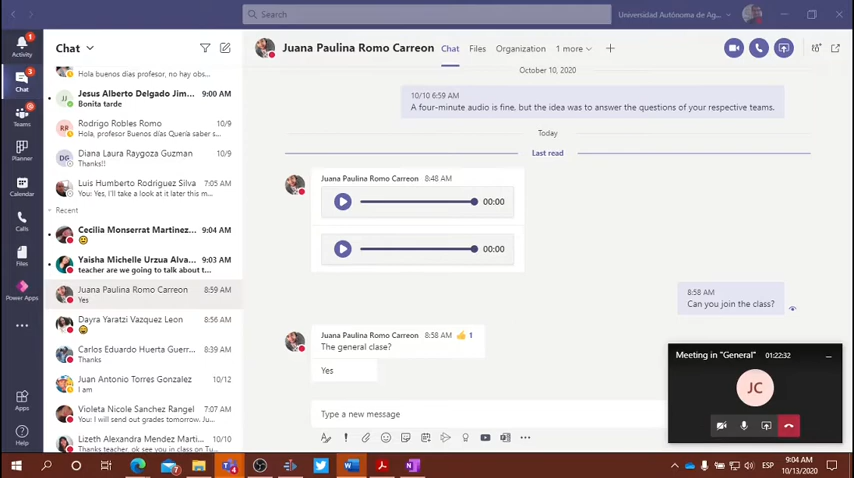 Search
Universidad Autónoma de Ag...
Activity
1
Chat
3
Teams
Planner
Calendar
Calls
Files
Power Apps
Apps
Help
Chat
Hola buenos dias profesor, no hay obs...
JJ
Jesus Alberto Delgado Jim...
9:00 AM
Bonita tarde
RR
Rodrigo Robles Romo
10/9
Hola, profesor Buenos días Quería saber s...
DG
Diana Laura Raygoza Guzman
10/9
Thanks!!
Luis Humberto Rodriguez Silva
7:05 AM
You: Yes, I'll take a look at it later this m...
Recent
Cecilia Monserrat Martinez...
9:04 AM
Yaisha Michelle Urzua Alva...
9:03 AM
teacher are we going to talk about t...
Juana Paulina Romo Carreon
8:59 AM
Yes
Dayra Yaratzi Vazquez Leon
8:56 AM
Carlos Eduardo Huerta Guerr...
8:39 AM
Thanks
Juan Antonio Torres Gonzalez
10/12
I am
Violeta Nicole Sanchez Rangel
7:07 AM
You: I will send out grades tomorrow. J...
Lizeth Alexandra Mendez Marti...
10/10
Thanks teacher, ok see you in class on Tu...
Juana Paulina Romo Carreon
Chat
Files
Organization
1 more
October 10, 2020
10/10 6:59 AM
A four-minute audio is fine, but the idea was to answer the questions of your respective teams.
Today
Last read
Juana Paulina Romo Carreon 8:48 AM
00:00
00:00
8:58 AM
Can you join the class?
Juana Paulina Romo Carreon 8:58 AM 1
The general clase?
Yes
Type a new message
Meeting in "General"
01:22:32
JC
ESP
09:04 AM
10/13/2020